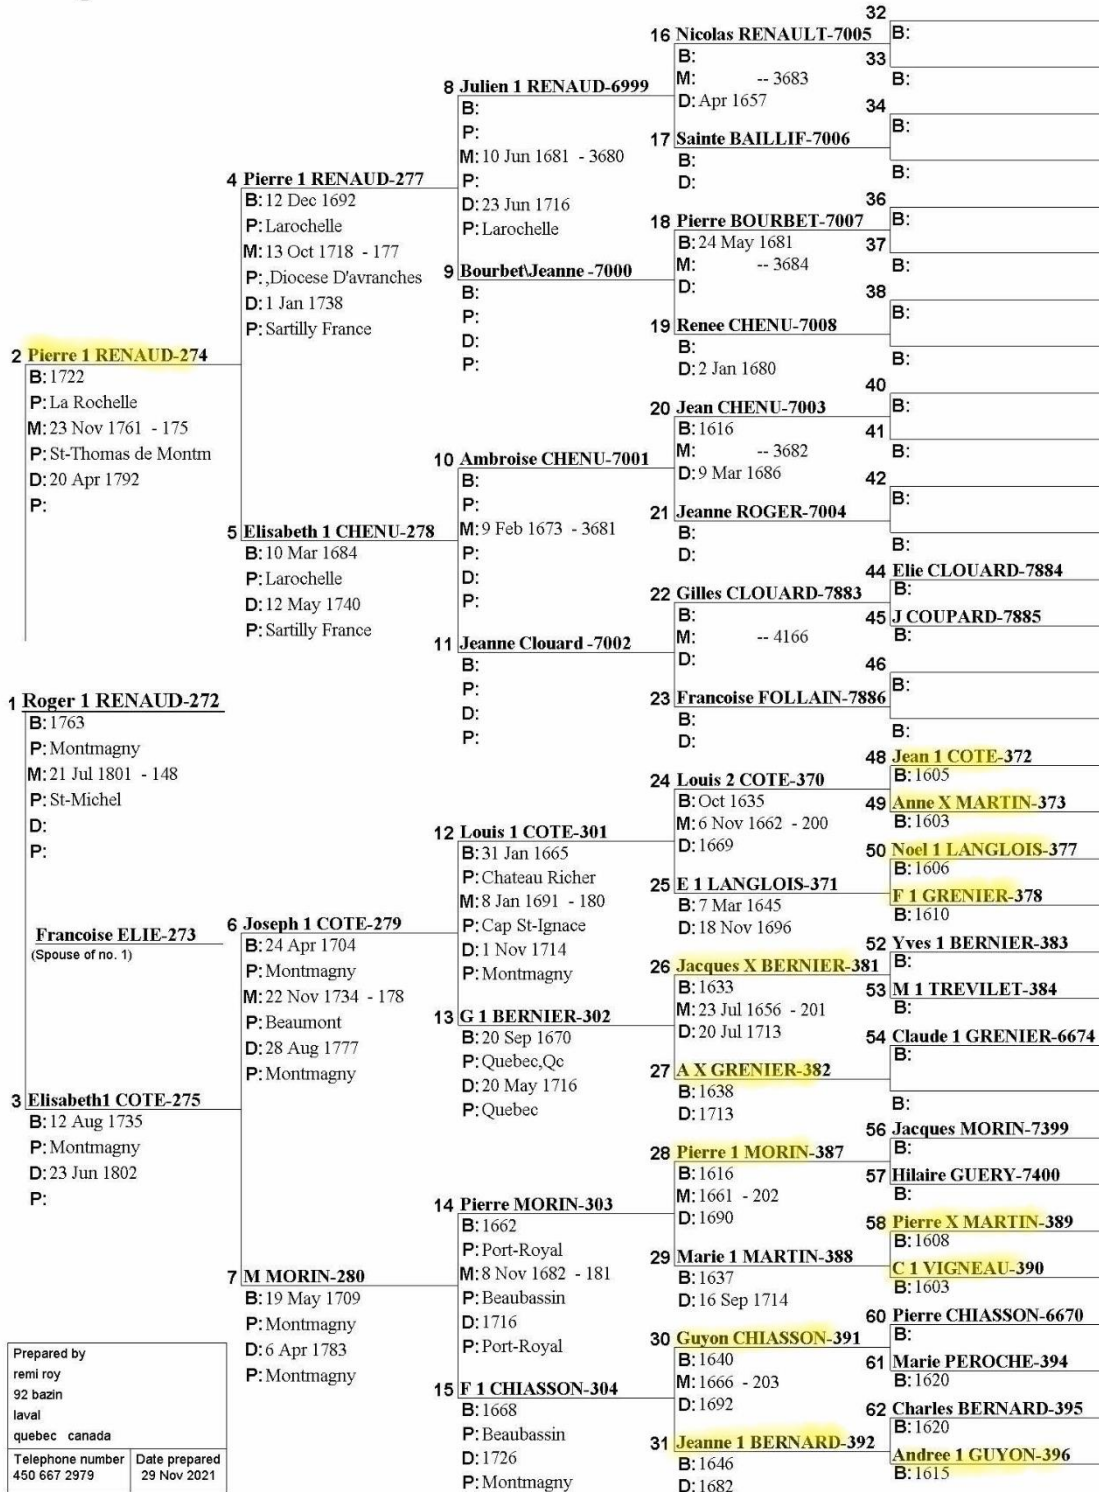 2 Pierre 1 RENAUD-274
B: 1722
P: La Rochelle
M: 23 Nov 1761 - 175
P: St-Thomas de Montm
D: 20 Apr 1792
P:
1 Roger 1 RENAUD-272
B: 1763
P: Montmagny
M: 21 Jul 1801 - 148
P: St-Michel
D:
P:
Francoise ELIE-273
(Spouse of no. 1)
3 Elisabeth1 COTE-275
B: 12 Aug 1735
P: Montmagny
D: 23 Jun 1802
P:
Prepared by
remi roy
92 bazin
laval
quebec canada
Telephone number
450 667 2979
Date prepared
29 Nov 2021
4 Pierre 1 RENAUD-277
B: 12 Dec 1692
P: Larochelle
M: 13 Oct 1718 - 177
P: ,Diocese D'avranches
D: 1 Jan 1738
P: Sartilly France
5 Elisabeth 1 CHENU-278
B: 10 Mar 1684
P: Larochelle
D: 12 May 1740
P: Sartilly France
6 Joseph 1 COTE-279
B: 24 Apr 1704
P: Montmagny
M: 22 Nov 1734 - 178
P: Beaumont
D: 28 Aug 1777
P: Montmagny
7 M MORIN-280
B: 19 May 1709
P: Montmagny
D: 6 Apr 1783
P: Montmagny
8 Julien 1 RENAUD-6999
B:
P:
M: 10 Jun 1681 - 3680
P:
D: 23 Jun 1716
P: Larochelle
9 Bourbet\Jeanne -7000
B:
P:
D:
P:
10 Ambroise CHENU-7001
B:
P:
M: 9 Feb 1673 - 3681
P:
D:
P:
11 Jeanne Clouard -7002
B:
P:
D:
P:
12 Louis 1 COTE-301
B: 31 Jan 1665
P: Chateau Richer
M: 8 Jan 1691 - 180
P: Cap St-Ignace
D: 1 Nov 1714
P: Montmagny
13 G 1 BERNIER-302
B: 20 Sep 1670
P: Quebec,Qc
D: 20 May 1716
P: Quebec
14 Pierre MORIN-303
B: 1662
P: Port-Royal
M: 8 Nov 1682 - 181
P: Beaubassin
D: 1716
P: Port-Royal
15 F 1 CHIASSON-304
B: 1668
P: Beaubassin
D: 1726
P: Montmagny
16 Nicolas RENAULT-7005
B:
M: -- 3683
D: Apr 1657
17 Sainte BAILLIF-7006
B:
D:
18 Pierre BOURBET-7007
B: 24 May 1681
M: -- 3684
D:
19 Renee CHENU-7008
B:
D: 2 Jan 1680
20 Jean CHENU-7003
B: 1616
M: -- 3682
D: 9 Mar 1686
21 Jeanne ROGER-7004
B:
D:
22 Gilles CLOUARD-7883
B:
M: -- 4166
D:
23 Francoise FOLLAIN-7886
B:
D:
24 Louis 2 COTE-370
B: Oct 1635
M: 6 Nov 1662 - 200
D: 1669
25 E 1 LANGLOIS-371
B: 7 Mar 1645
D: 18 Nov 1696
26 Jacques X BERNIER-381
B: 1633
M: 23 Jul 1656 - 201
D: 20 Jul 1713
27 A X GRENIER-382
B: 1638
D: 1713
28 Pierre 1 MORIN-387
B: 1616
M: 1661 - 202
D: 1690
29 Marie 1 MARTIN-388
B: 1637
D: 16 Sep 1714
30 Guyon CHIASSON-391
B: 1640
M: 1666 - 203
D: 1692
31 Jeanne 1 BERNARD-392
B: 1646
D: 1682
32
B:
33
B:
34
B:
B:
36
B:
37
B:
38
B:
B:
40
B:
41
B:
42
B:
B:
44 Elie CLOUARD-7884
B:
45 J COUPARD-7885
B:
46
B:
B:
48 Jean 1 COTE-372
B: 1605
49 Anne X MARTIN-373
B: 1603
50 Noel 1 LANGLOIS-377
B: 1606
F 1 GRENIER-378
B: 1610
52 Yves 1 BERNIER-383
B:
53 M 1 TREVILET-384
B:
54 Claude 1 GRENIER-6674
B:
B:
56 Jacques MORIN-7399
B:
57 Hilaire GUERY-7400
B:
58 Pierre X MARTIN-389
B: 1608
C 1 VIGNEAU-390
B: 1603
60 Pierre CHIASSON-6670
B:
61 Marie PEROCHE-394
B: 1620
62 Charles BERNARD-395
B: 1620
Andree 1 GUYON-396
B: 1615